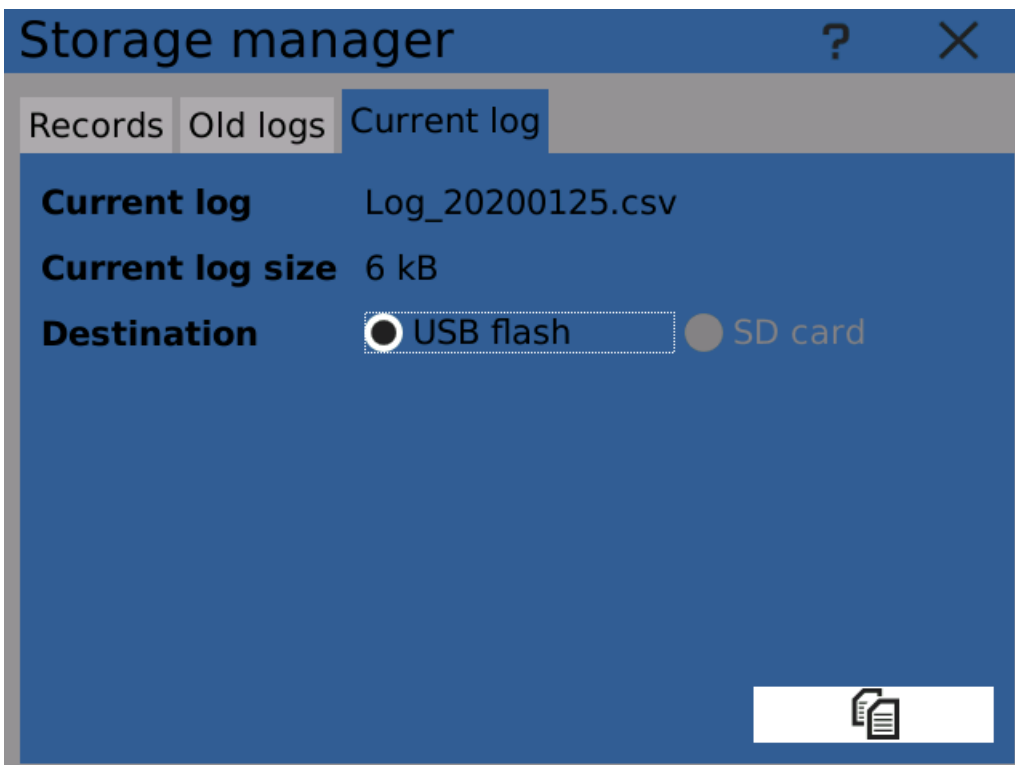 Storage manager ?
Records Old logs Current log
Current log Log_20200125.csv
Current log size 6 kB
Destination USB flash SD card